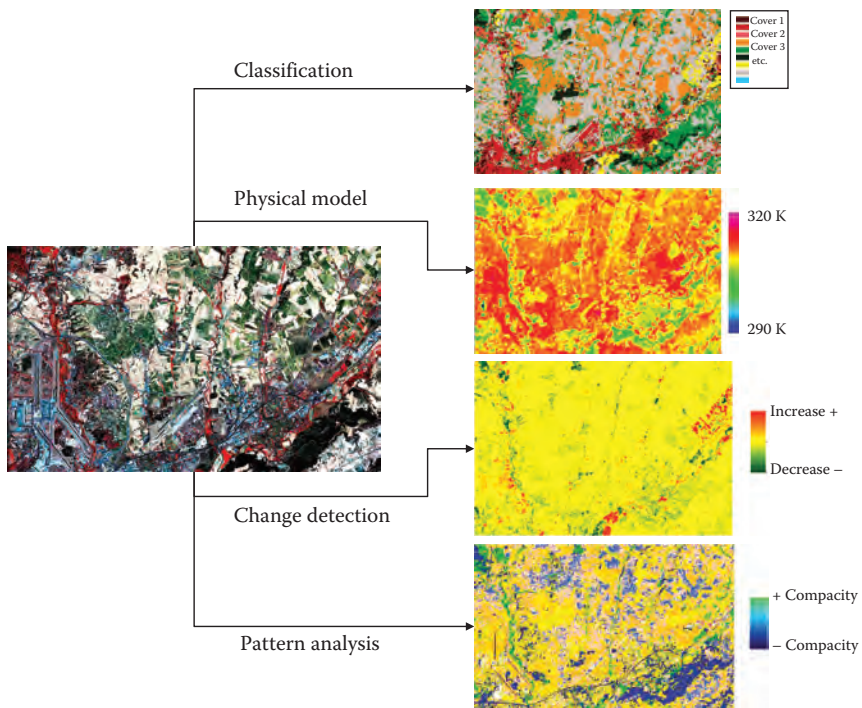 Cover 1
Cover 2
Cover 3
etc.
Classification
Physical model
320 K
290 K
Increase +
Decrease –
Change detection
+ Compacity
– Compacity
Pattern analysis